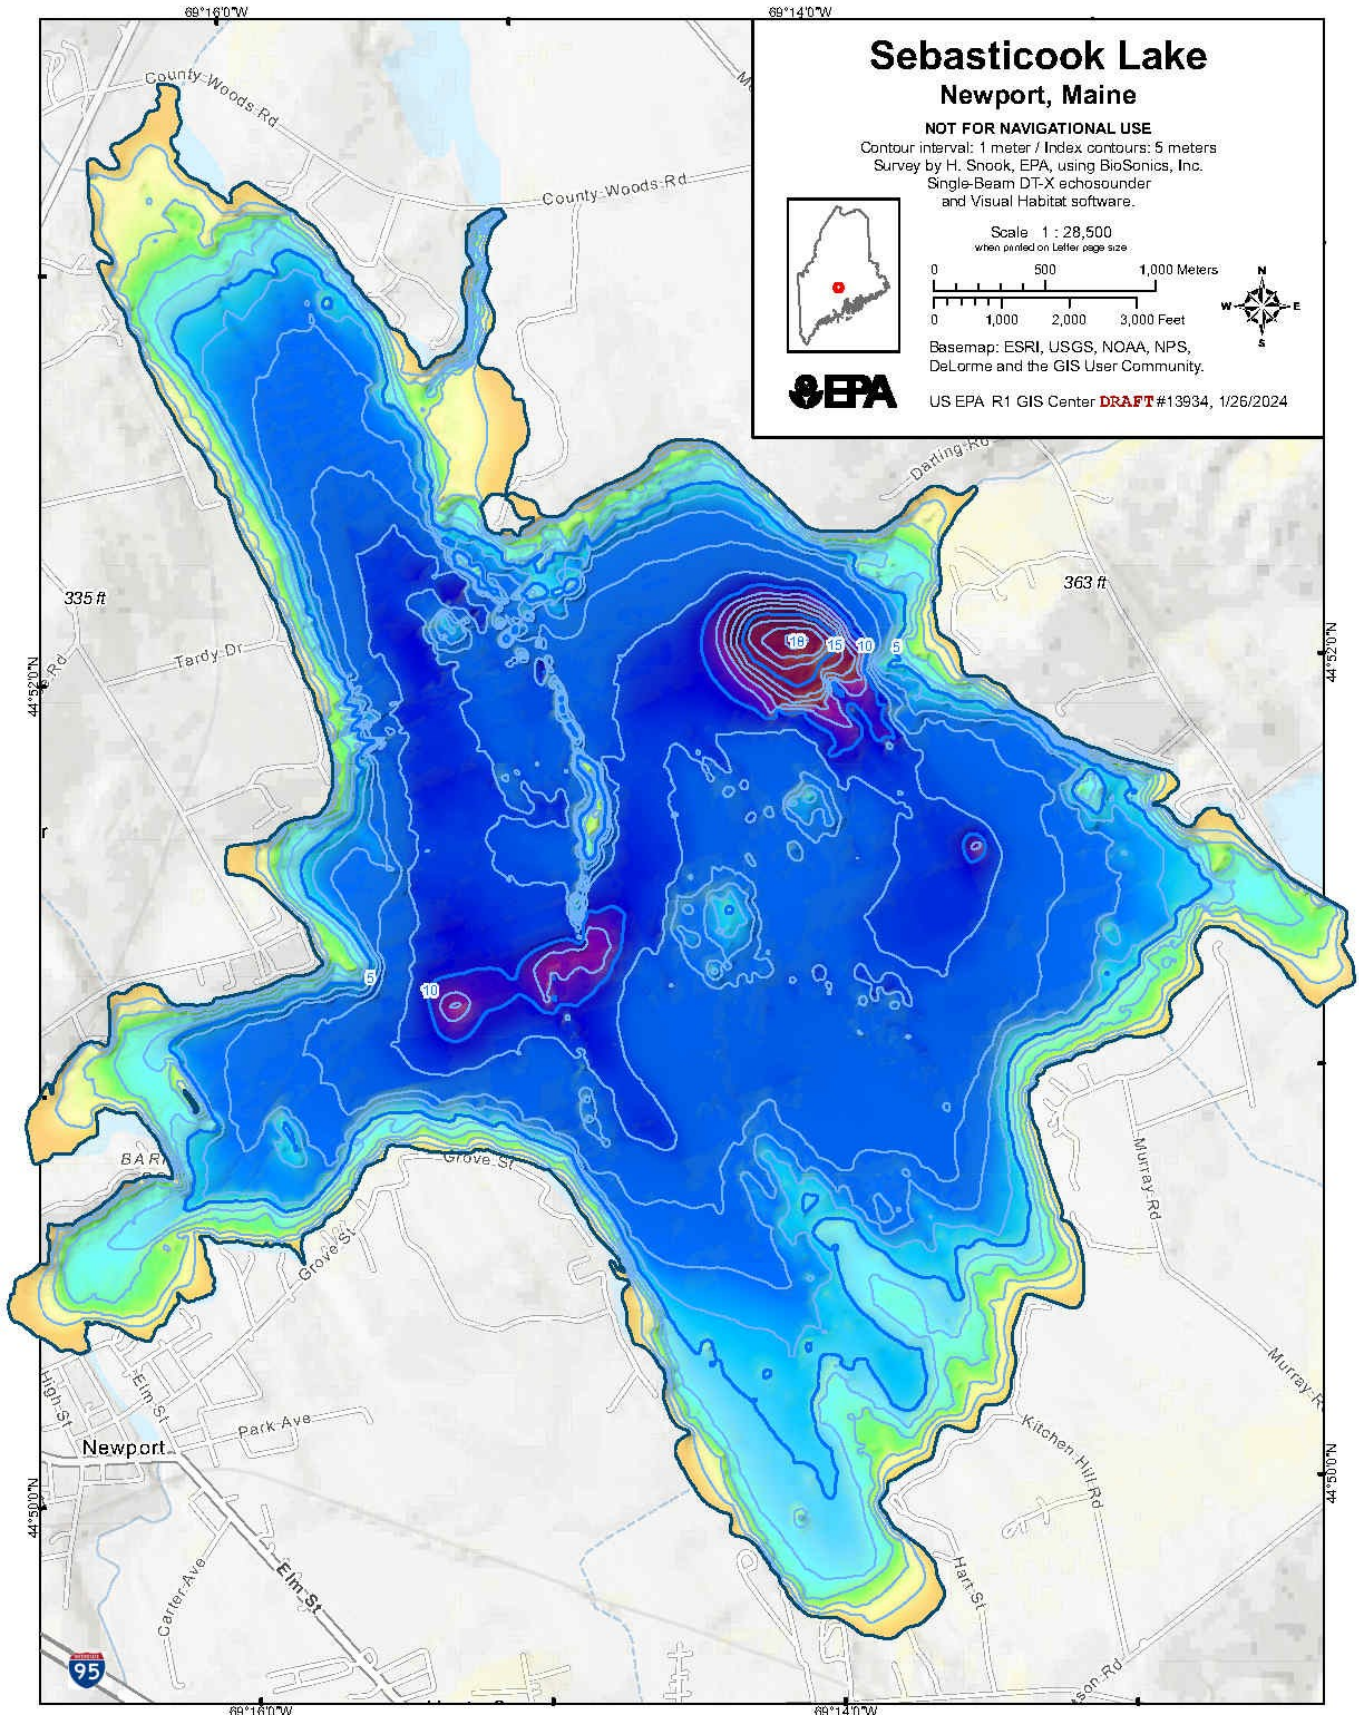 69°16'0"W
69°14'0"W
Sebasticook Lake
Newport, Maine
NOT FOR NAVIGATIONAL USE
Contour interval: 1 meter / Index contours: 5 meters
Survey by H. Snook, EPA, using BioSonics, Inc.
Single-Beam DT-X echosounder
and Visual Habitat software.
Scale 1 : 28,500
when printed on Letter page size
0 500 1,000 Meters
0 1,000 2,000 3,000 Feet
N
W E
S
Basemap: ESRI, USGS, NOAA, NPS,
DeLorme and the GIS User Community.
EPA
US EPA R1 GIS Center DRAFT #13934, 1/26/2024
County Woods Rd
County Woods Rd
Darling Rd
335 ft
363 ft
Tardy Dr
Rd
44°52'0"N
44°52'0"N
18
15
10
5
5
10
BAR
Grove St
Grove St
Murray Rd
Murray R
High St
Elm St
Park Ave
Newport
Kitchen Hill Rd
44°50'0"N
44°50'0"N
Carter Ave
Elm St
Hart St
son Rd
INTERSTATE
95
69°16'0"W
69°14'0"W